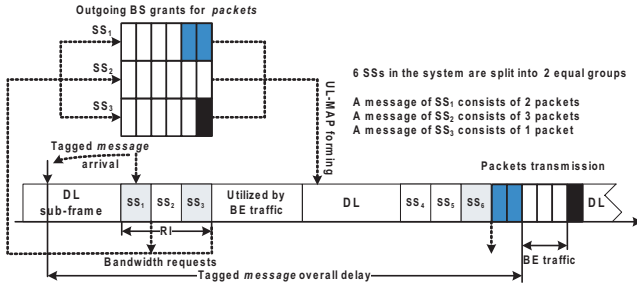 Outgoing BS grants for packets
SS1
SS2
SS3
UL-MAP forming
6 SSs in the system are split into 2 equal groups
A message of SS1 consists of 2 packets
A message of SS2 consists of 3 packets
A message of SS3 consists of 1 packet
Tagged message
arrival
Packets transmission
DL
sub-frame
SS1
SS2
SS3
Utilized by
BE traffic
DL
SS4
SS5
SS6
DL
RI
Bandwidth requests
BE traffic
Tagged message overall delay